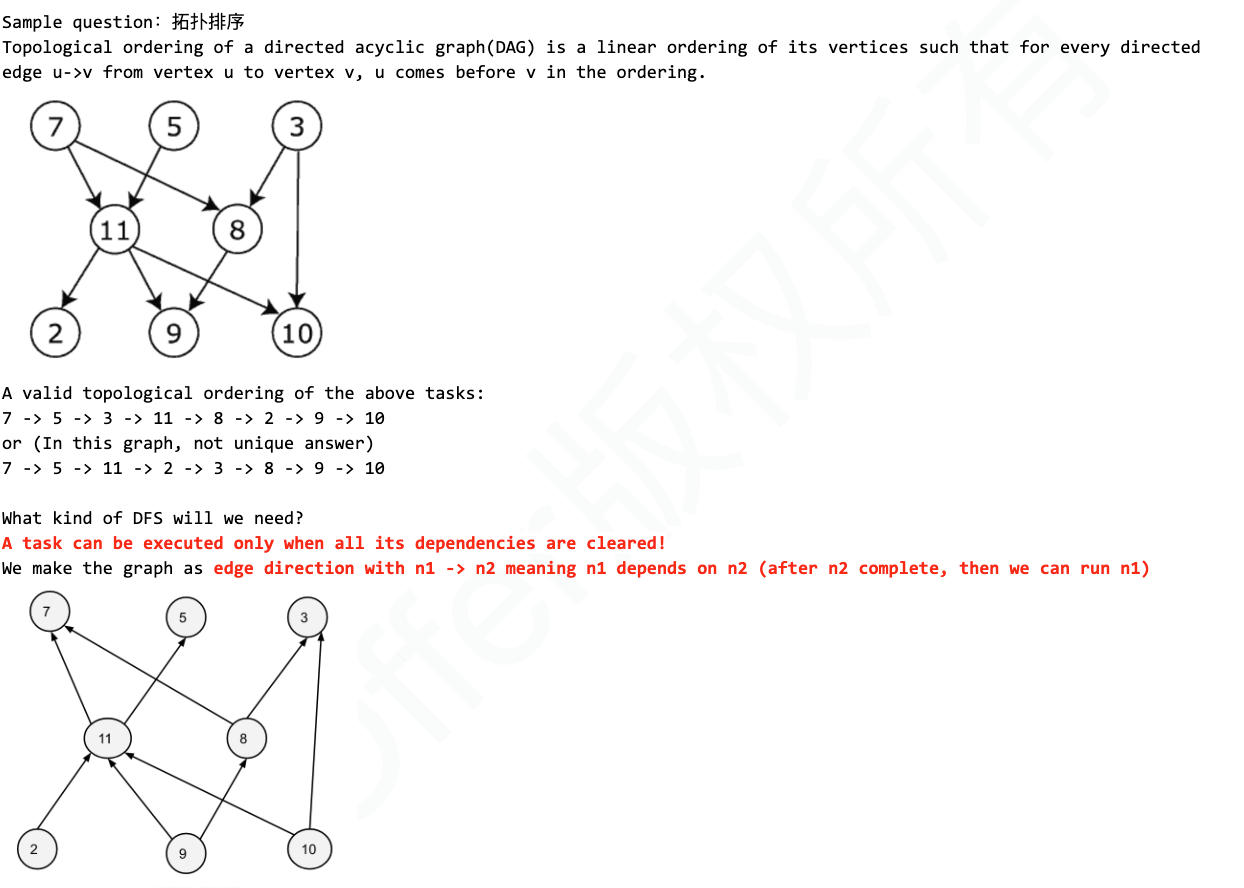 Sample question: 拓扑排序
Topological ordering of a directed acyclic graph(DAG) is a linear ordering of its vertices such that for every directed
edge u->v from vertex u to vertex v, u comes before v in the ordering.
7 5 3
11 8
2 9 10
A valid topological ordering of the above tasks:
7 -> 5 -> 3 -> 11 -> 8 -> 2 -> 9 -> 10
or (In this graph, not unique answer)
7 -> 5 -> 11 -> 2 -> 3 -> 8 -> 9 -> 10
What kind of DFS will we need?
A task can be executed only when all its dependencies are cleared!
We make the graph as edge direction with n1 -> n2 meaning n1 depends on n2 (after n2 complete, then we can run n1)
7 5 3
11 8
2 9 10
Offer版权所有